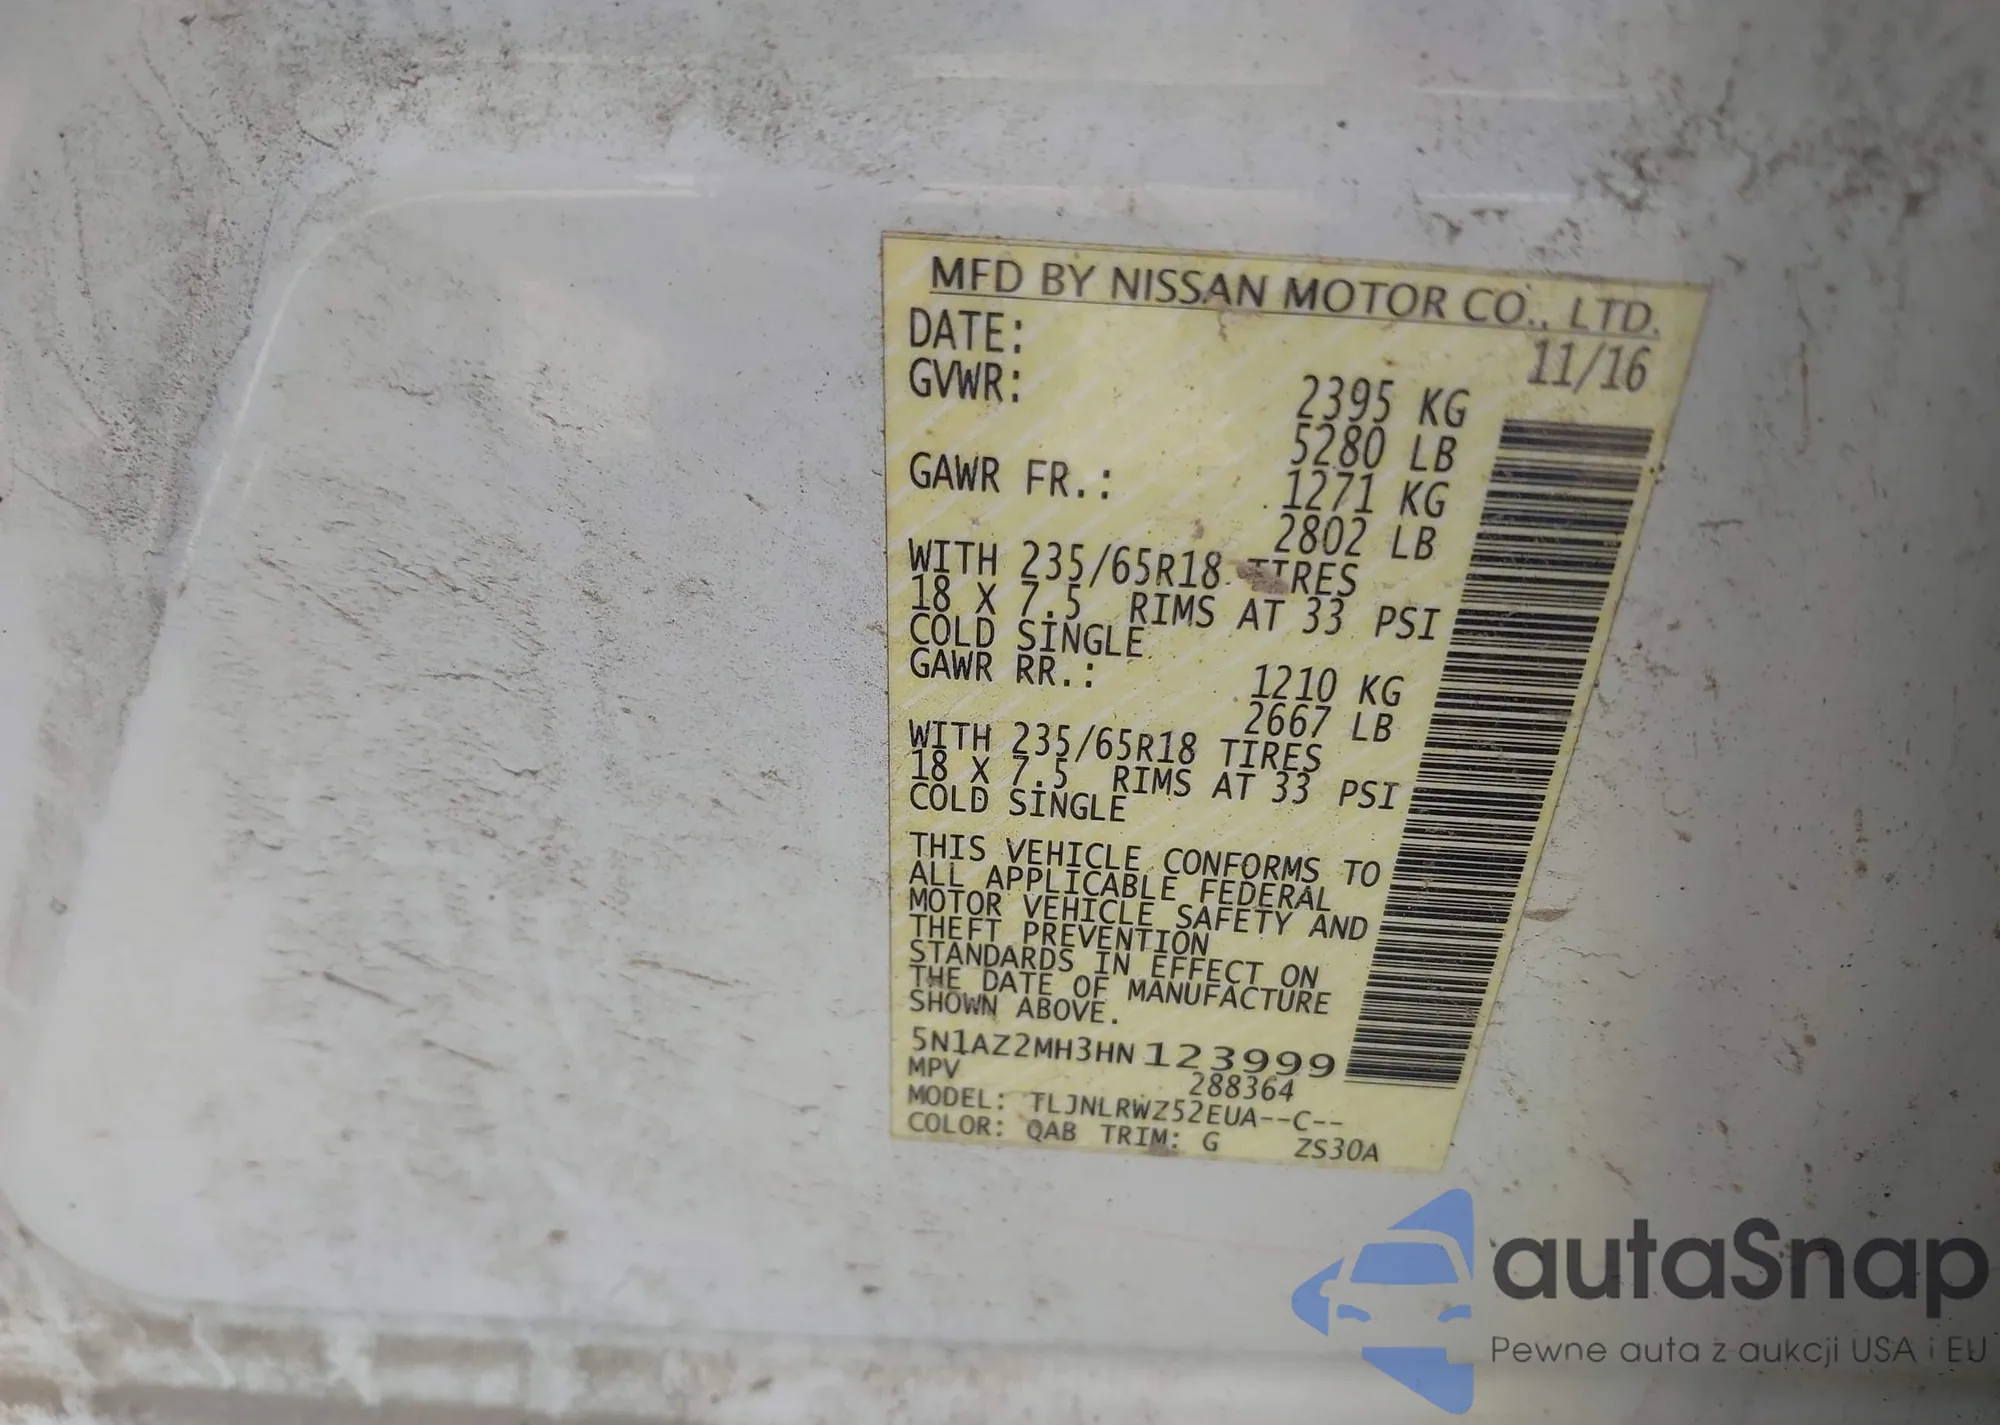 MFD BY NISSAN MOTOR CO., LTD.
DATE: 11/16
GVWR: 2395 KG
5280 LB
GAWR FR.: 1271 KG
2802 LB
WITH 235/65R18 TIRES
18 X 7.5 RIMS AT 33 PSI
COLD SINGLE
GAWR RR.: 1210 KG
2667 LB
WITH 235/65R18 TIRES
18 X 7.5 RIMS AT 33 PSI
COLD SINGLE
THIS VEHICLE CONFORMS TO
ALL APPLICABLE FEDERAL
MOTOR VEHICLE SAFETY AND
THEFT PREVENTION
STANDARDS IN EFFECT ON
THE DATE OF MANUFACTURE
SHOWN ABOVE.
5N1AZ2MH3HN123999
MPV 288364
MODEL: TLJNLRWZ52EUA--C--
COLOR: QAB TRIM: G ZS30A
autaSnap
Pewne auta z aukcji USA i EU